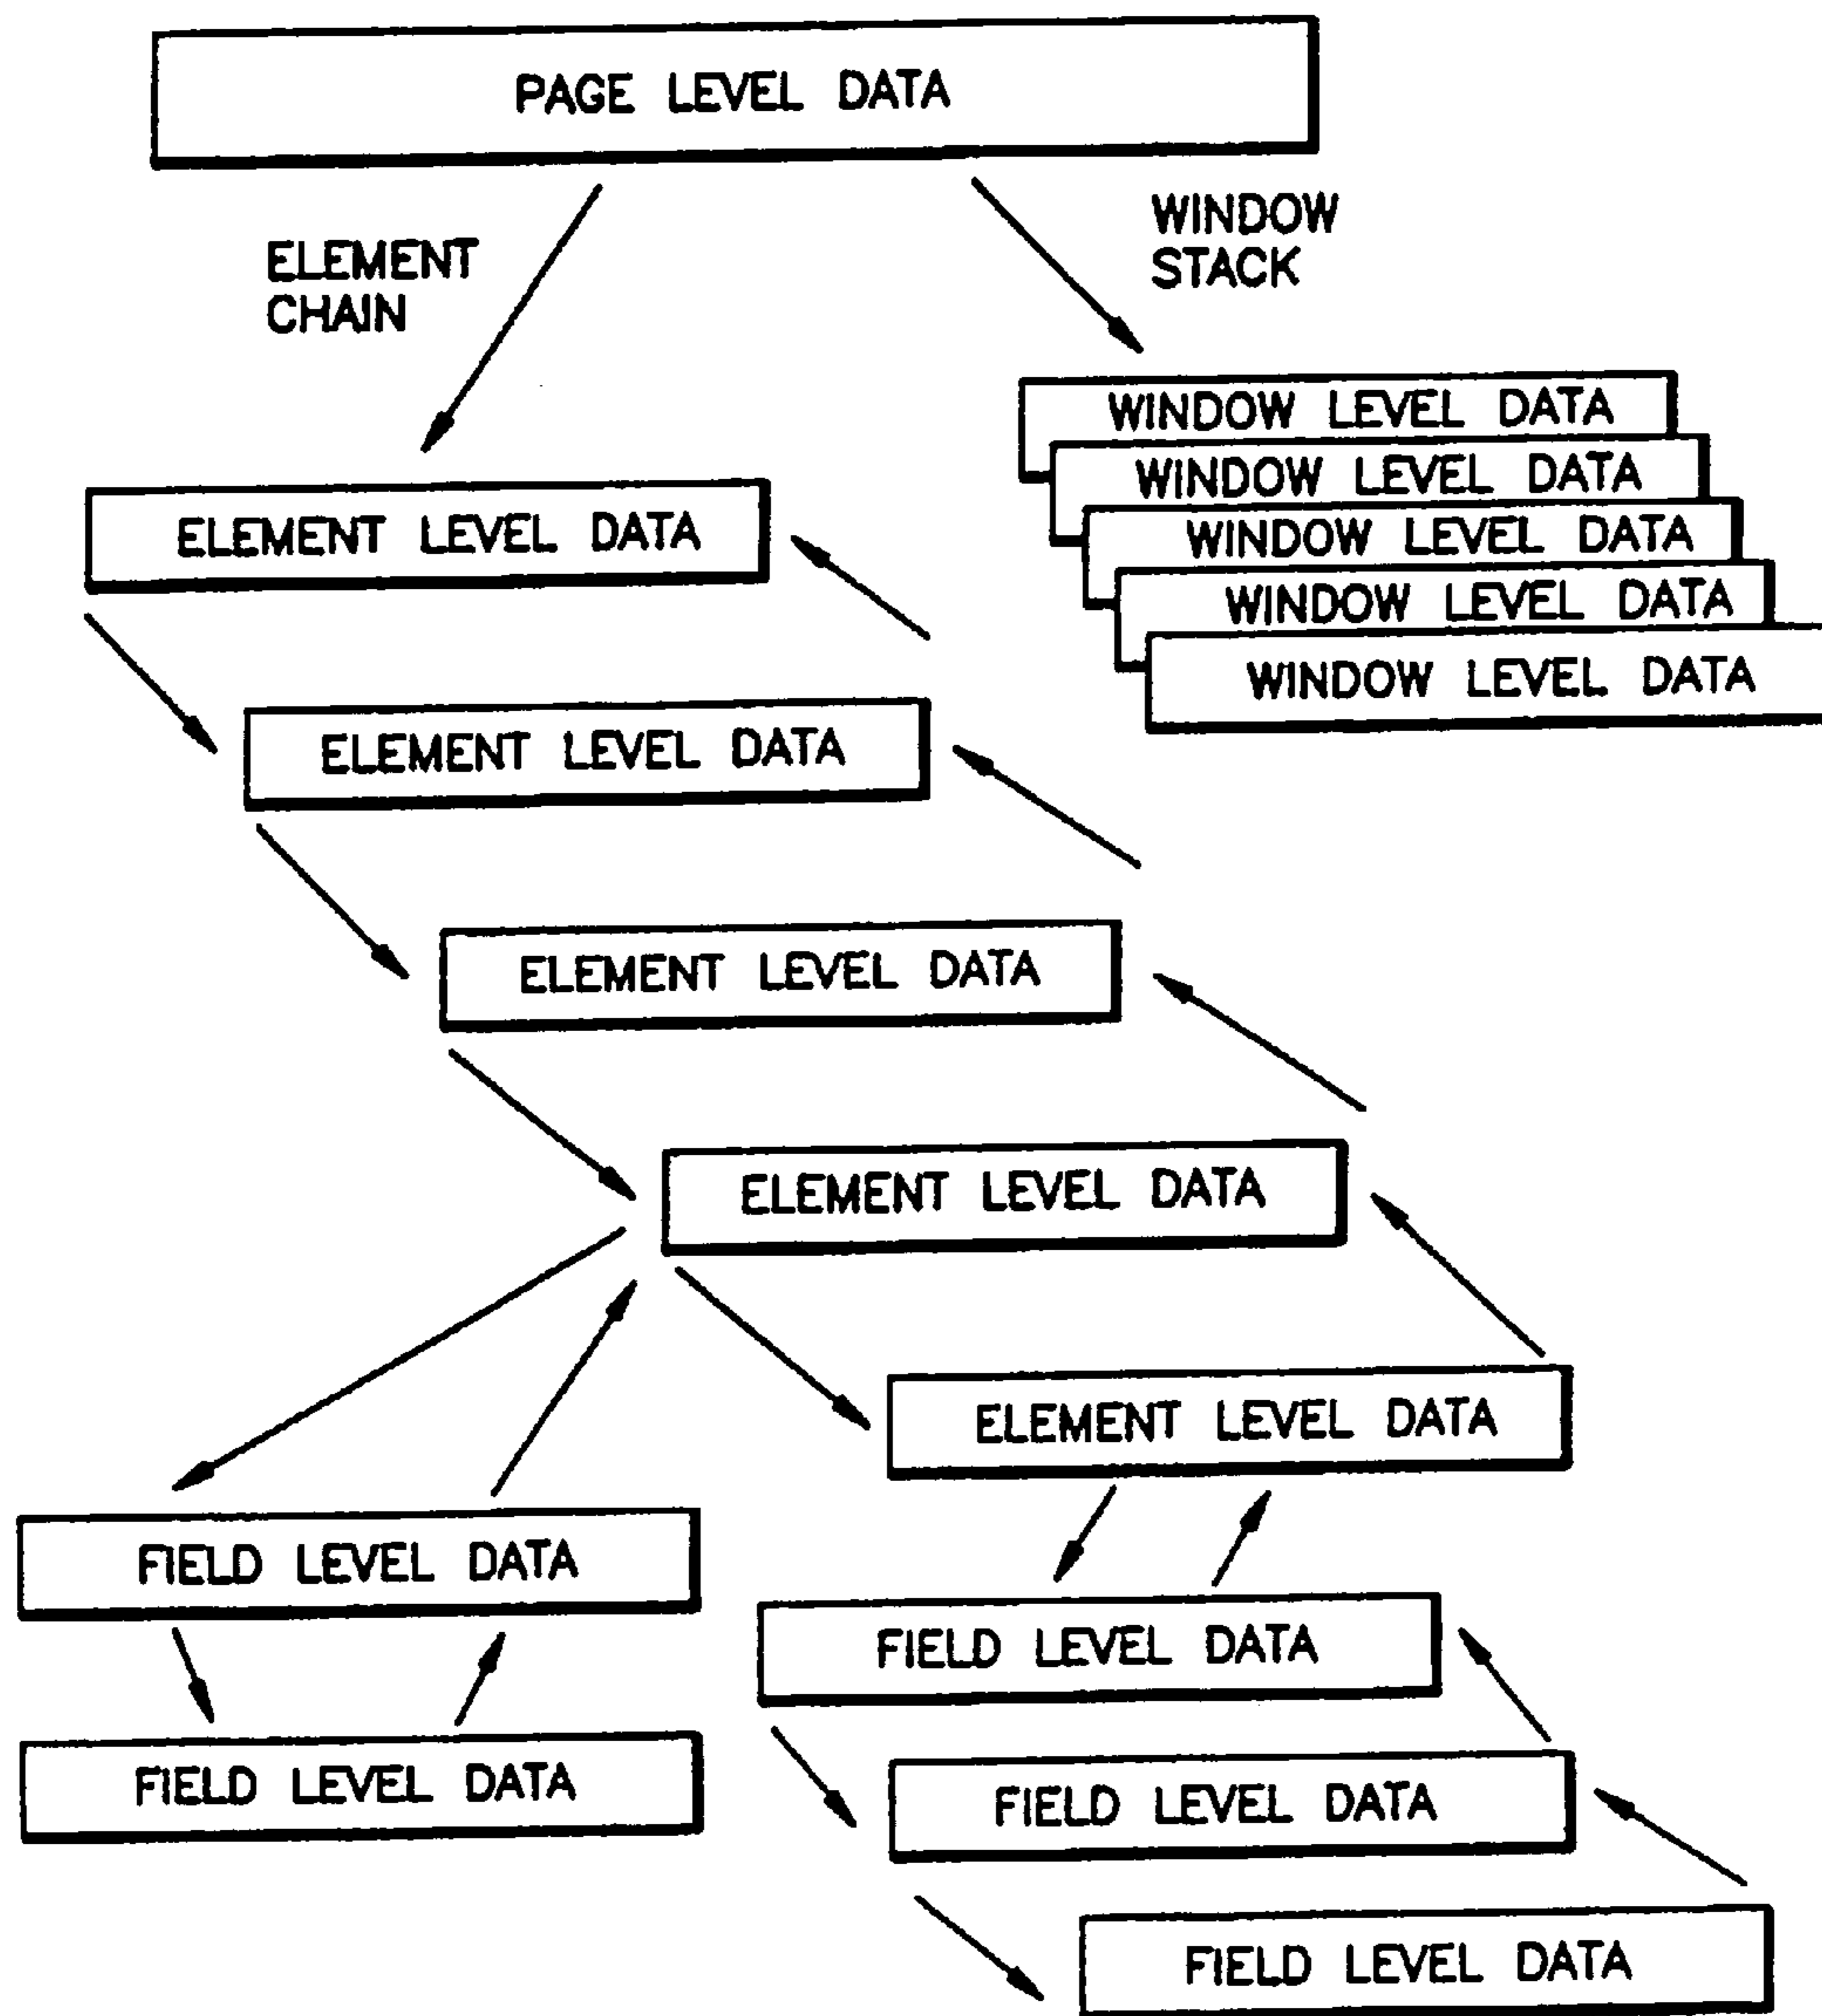 PAGE LEVEL DATA
ELEMENT
CHAIN
WINDOW
STACK
WINDOW LEVEL DATA
WINDOW LEVEL DATA
WINDOW LEVEL DATA
WINDOW LEVEL DATA
WINDOW LEVEL DATA
ELEMENT LEVEL DATA
ELEMENT LEVEL DATA
ELEMENT LEVEL DATA
ELEMENT LEVEL DATA
ELEMENT LEVEL DATA
FIELD LEVEL DATA
FIELD LEVEL DATA
FIELD LEVEL DATA
FIELD LEVEL DATA
FIELD LEVEL DATA